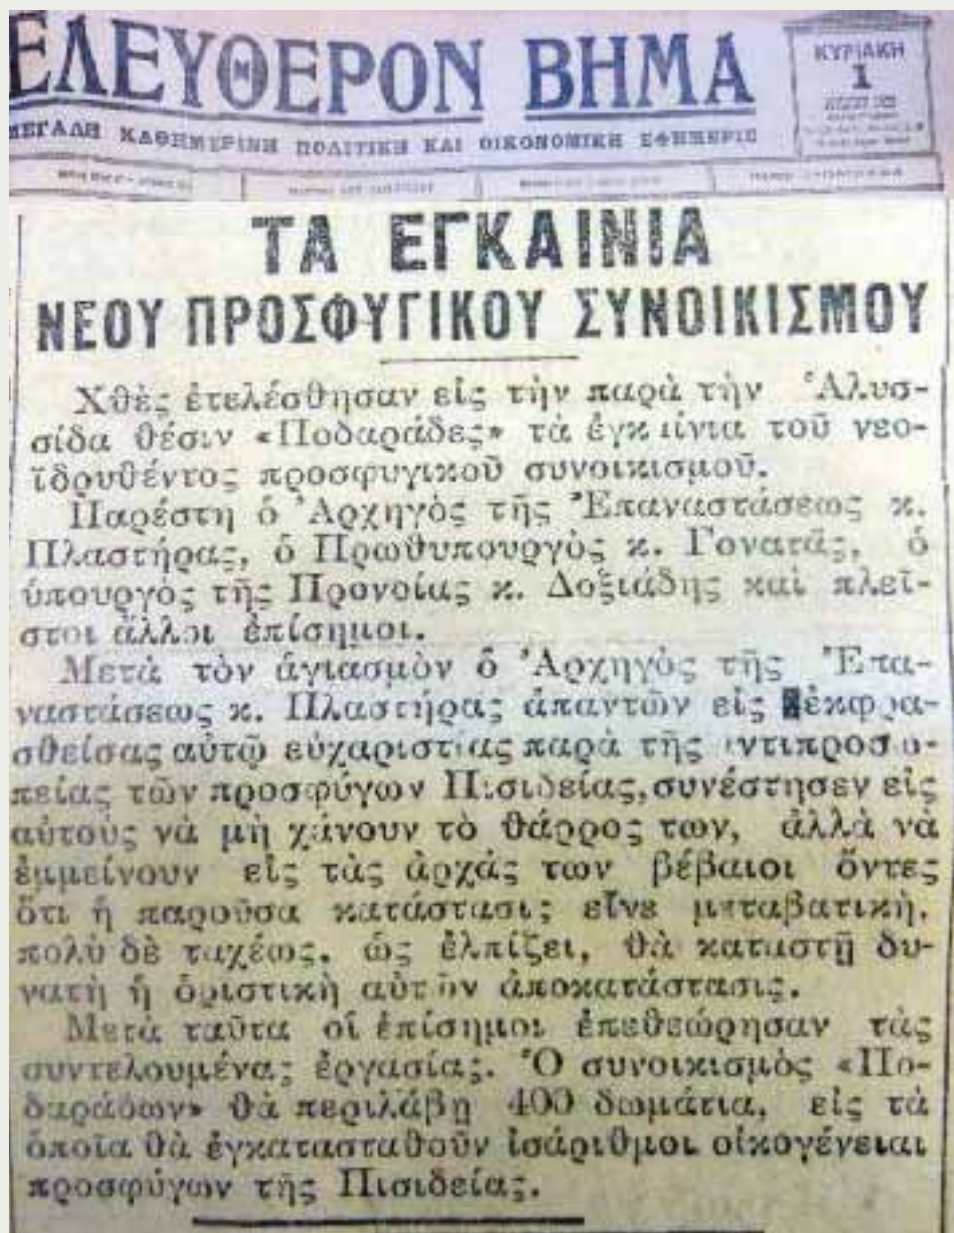 ΕΛΕΥΘΕΡΟΝ ΒΗΜΑ
ΜΕΓΑΛΗ ΚΑΘΗΜΕΡΙΝΗ ΠΟΛΙΤΙΚΗ ΚΑΙ ΟΙΚΟΝΟΜΙΚΗ ΕΦΗΜΕΡΙΣ
ΚΥΡΙΑΚΗ
1
ΤΑ ΕΓΚΑΙΝΙΑ
ΝΕΟΥ ΠΡΟΣΦΥΓΙΚΟΥ ΣΥΝΟΙΚΙΣΜΟΥ
Χθὲς ἐτελέσθησαν εἰς τὴν παρὰ τὴν Ἁλυσ-
σίδα θέσιν «Ποδαράδες» τὰ ἐγκαίνια τοῦ νεο-
ϊδρυθέντος προσφυγικοῦ συνοικισμοῦ.
Παρέστη ὁ Ἀρχηγὸς τῆς Ἐπαναστάσεως κ.
Πλαστήρας, ὁ Πρωθυπουργὸς κ. Γονατᾶς, ὁ
ὑπουργὸς τῆς Προνοίας κ. Δοξιάδης καὶ πλεῖ-
στοι ἄλλοι ἐπίσημοι.
Μετὰ τὸν ἁγιασμὸν ὁ Ἀρχηγὸς τῆς Ἐπα-
ναστάσεως κ. Πλαστήρας ἀπαντῶν εἰς ἐκφρα-
σθείσας αὐτῷ εὐχαριστίας παρὰ τῆς ἀντιπροσω-
πείας τῶν προσφύγων Πισιδείας, συνέστησεν εἰς
αὐτοὺς νὰ μὴ χάνουν τὸ θάρρος των, ἀλλὰ νὰ
ἐμμείνουν εἰς τὰς ἀρχάς των βέβαιοι ὄντες
ὅτι ἡ παροῦσα κατάστασις εἶνε μεταβατική,
πολὺ δὲ ταχέως, ὡς ἐλπίζει, θὰ καταστῇ δυ-
νατὴ ἡ ὁριστικὴ αὐτῶν ἀποκατάστασις.
Μετὰ ταῦτα οἱ ἐπίσημοι ἐπεθεώρησαν τὰς
συντελουμένας ἐργασίας. Ὁ συνοικισμὸς «Πο-
δαράδων» θὰ περιλάβῃ 400 δωμάτια, εἰς τὰ
ὁποῖα θὰ ἐγκατασταθοῦν ἰσάριθμοι οἰκογένειαι
προσφύγων τῆς Πισιδείας.